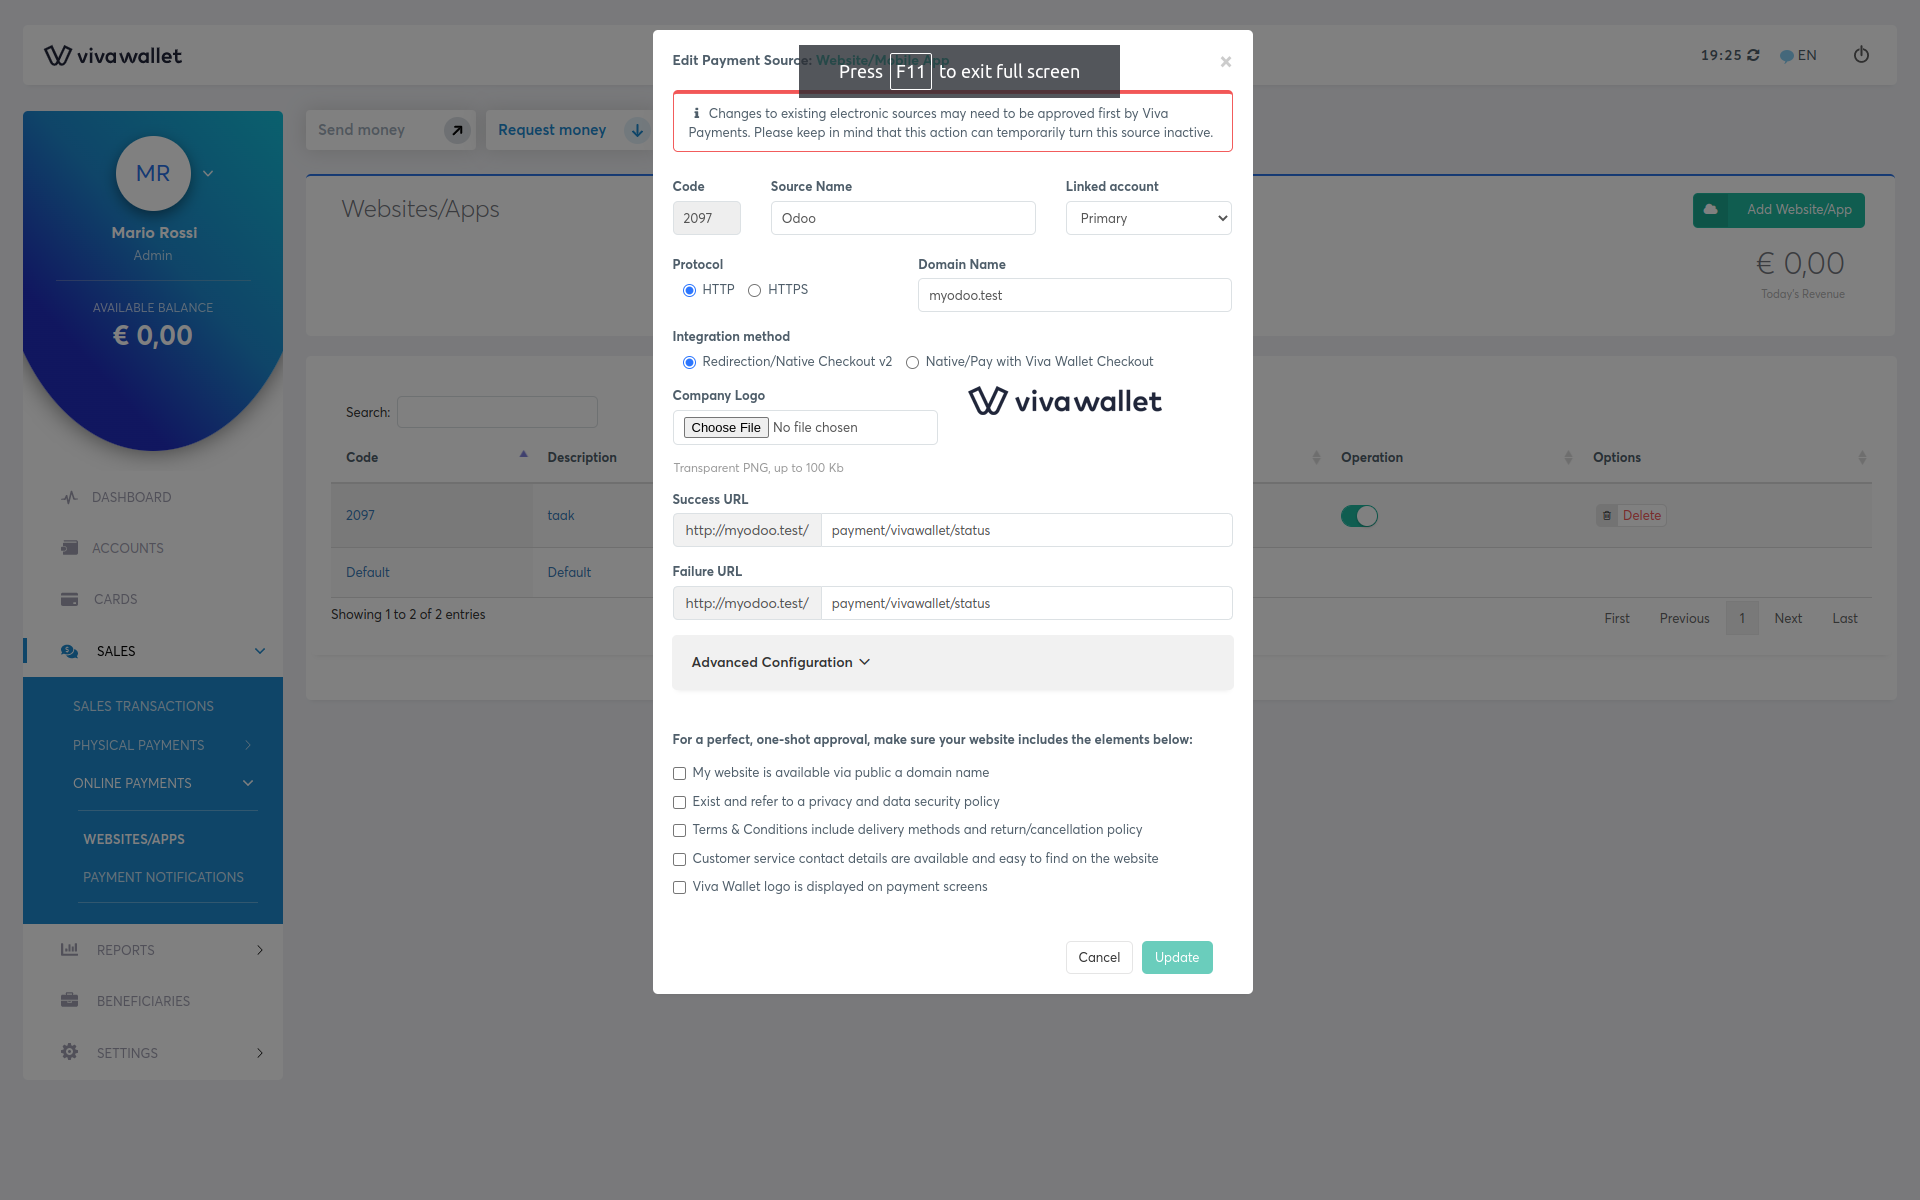 vivawallet
19:25
EN
MR
Mario Rossi
Admin
AVAILABLE BALANCE
€ 0,00
DASHBOARD
ACCOUNTS
CARDS
SALES
SALES TRANSACTIONS
PHYSICAL PAYMENTS
ONLINE PAYMENTS
WEBSITES/APPS
PAYMENT NOTIFICATIONS
REPORTS
BENEFICIARIES
SETTINGS
Send money
Request money
Websites/Apps
Add Website/App
€ 0,00
Today's Revenue
Search:
Code Description Operation Options
2097 taak Delete
Default Default
Showing 1 to 2 of 2 entries
First Previous 1 Next Last
Edit Payment Source: Website/Mobile App
Press F11 to exit full screen
×
Changes to existing electronic sources may need to be approved first by Viva
Payments. Please keep in mind that this action can temporarily turn this source inactive.
Code Source Name Linked account
2097 Odoo Primary
Protocol Domain Name
HTTP HTTPS
myodoo.test
Integration method
Redirection/Native Checkout v2 Native/Pay with Viva Wallet Checkout
Company Logo
vivawallet
Choose File No file chosen
Transparent PNG, up to 100 Kb
Success URL
http://myodoo.test/ payment/vivawallet/status
Failure URL
http://myodoo.test/ payment/vivawallet/status
Advanced Configuration
For a perfect, one-shot approval, make sure your website includes the elements below:
My website is available via public a domain name
Exist and refer to a privacy and data security policy
Terms & Conditions include delivery methods and return/cancellation policy
Customer service contact details are available and easy to find on the website
Viva Wallet logo is displayed on payment screens
Cancel Update